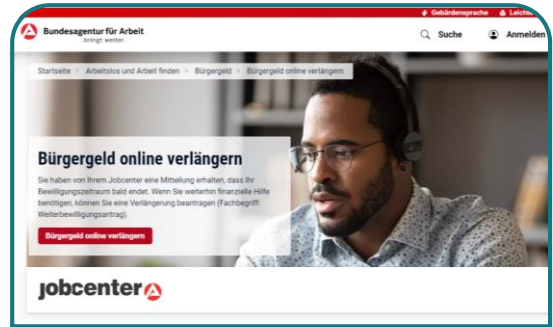 Gebärdensprache Leichte
Bundesagentur für Arbeit
bringt weiter.
Suche Anmelden
Startseite > Arbeitslos und Arbeit finden > Bürgergeld > Bürgergeld online verlängern
Bürgergeld online verlängern
Sie haben von Ihrem Jobcenter eine Mitteilung erhalten, dass Ihr
Bewilligungszeitraum bald endet. Wenn Sie weiterhin finanzielle Hilfe
benötigen, können Sie eine Verlängerung beantragen (Fachbegriff:
Weiterbewilligungsantrag).
Bürgergeld online verlängern
jobcenter